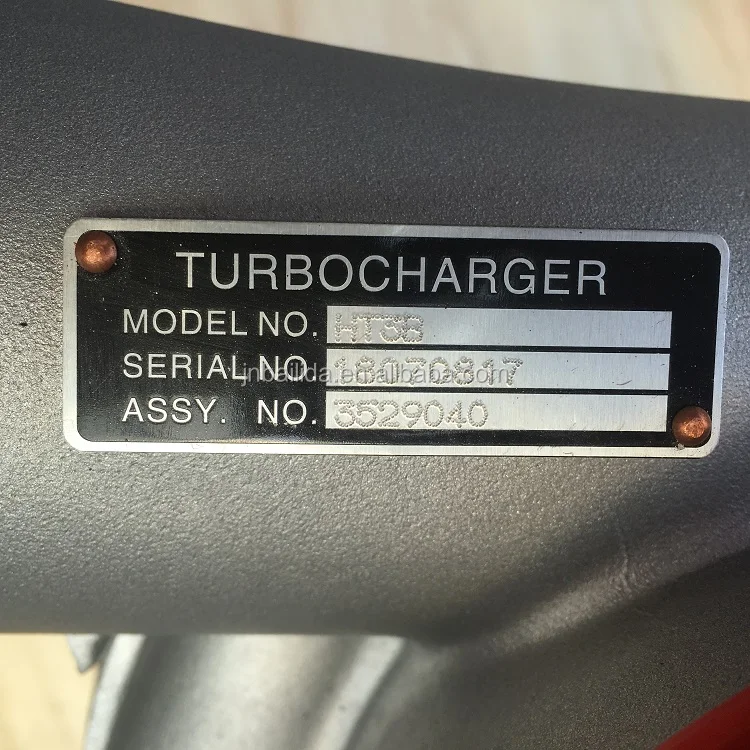 TURBOCHARGER
MODEL NO. HT3B
SERIAL NO.
ASSY. NO. 3529040